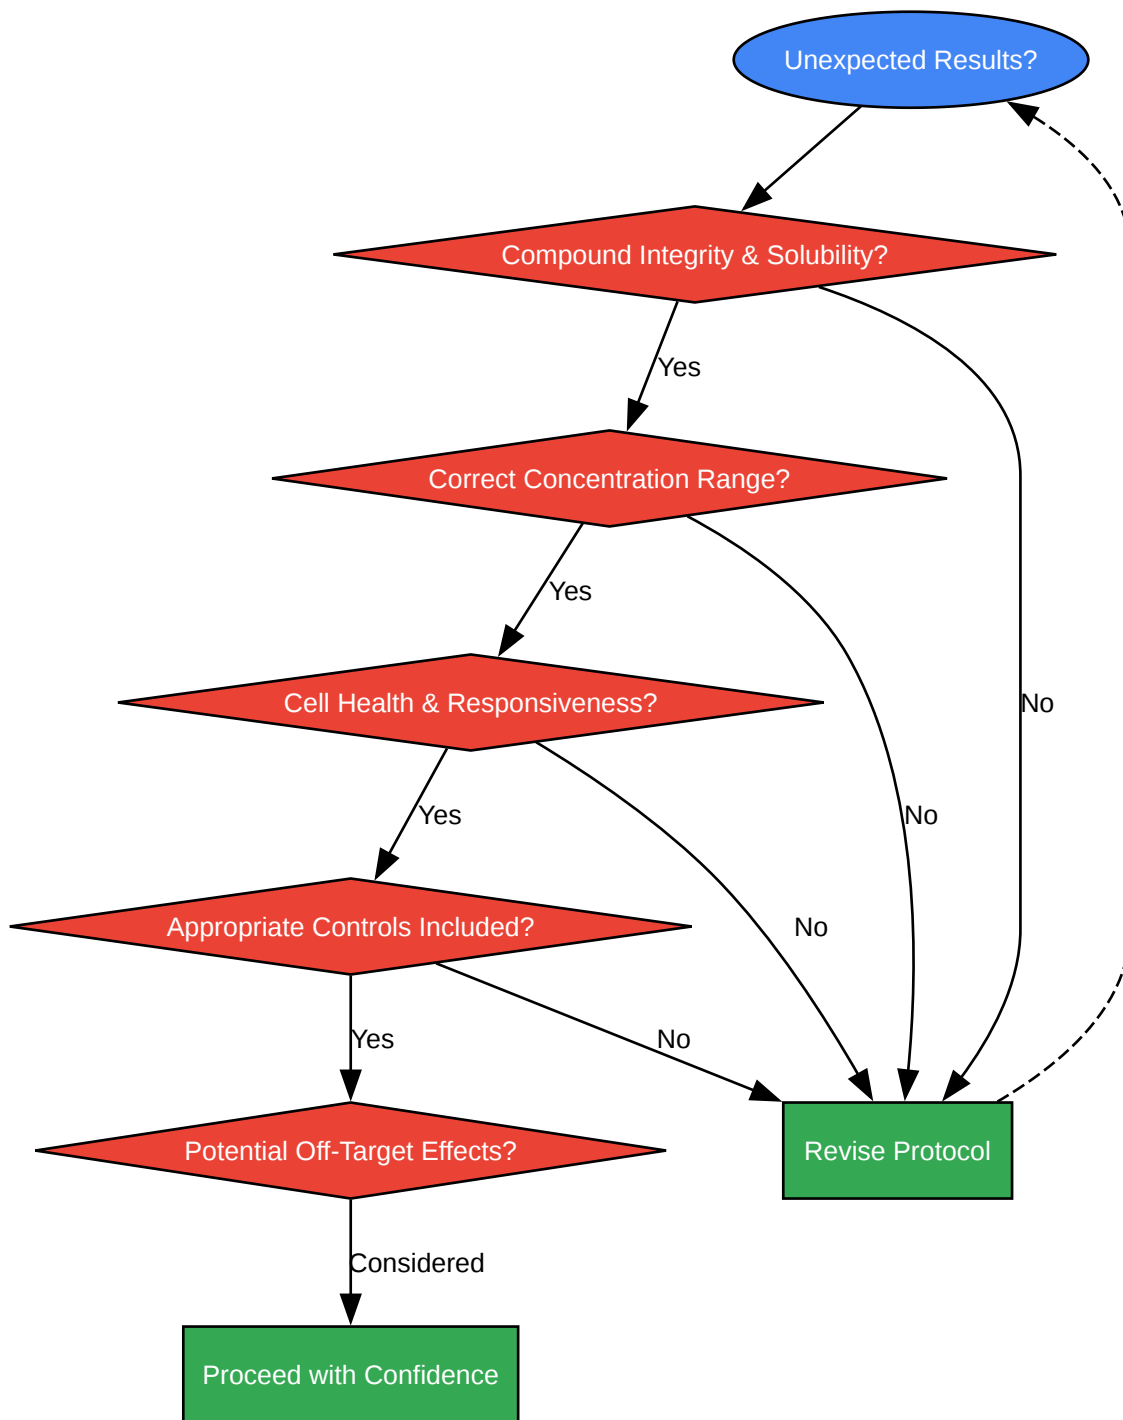 Unexpected Results?
Compound Integrity & Solubility?
Yes
Correct Concentration Range?
Yes
Cell Health & Responsiveness?
No
Yes
No
Appropriate Controls Included?
No
Yes
No
Potential Off-Target Effects?
Revise Protocol
Considered
Proceed with Confidence